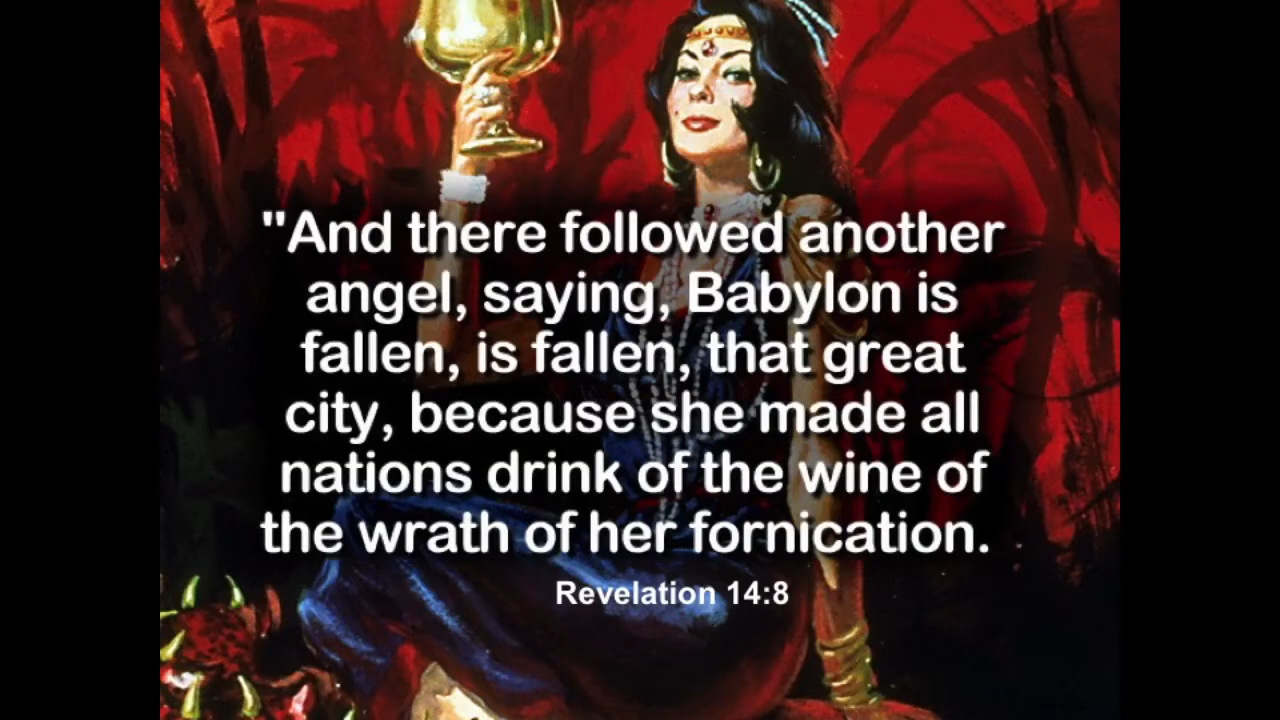 "And there followed another
angel, saying, Babylon is
fallen, is fallen, that great
city, because she made all
nations drink of the wine of
the wrath of her fornication.
Revelation 14:8